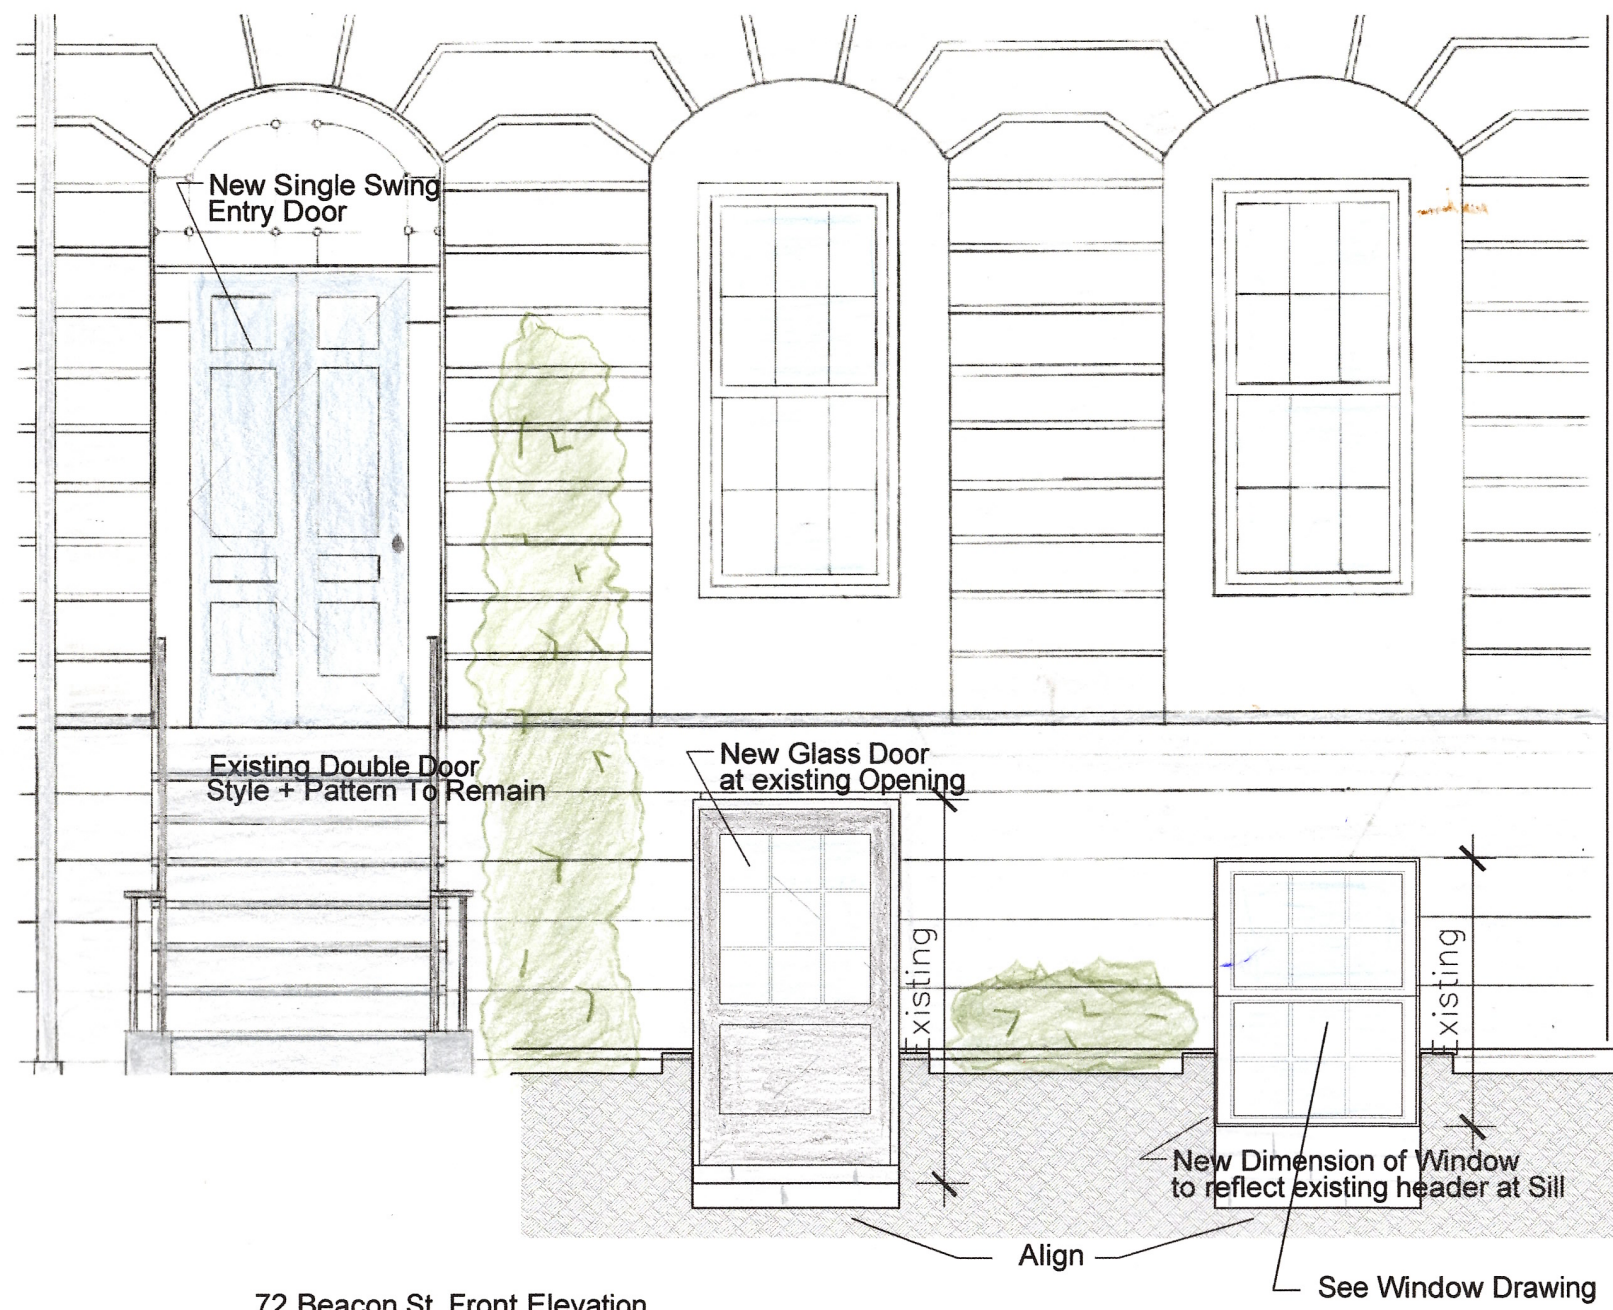 New Single Swing
Entry Door
Existing Double Door
Style + Pattern To Remain
New Glass Door
at existing Opening
Existing
Existing
New Dimension of Window
to reflect existing header at Sill
Align
See Window Drawing
72 Beacon St. Front Elevation